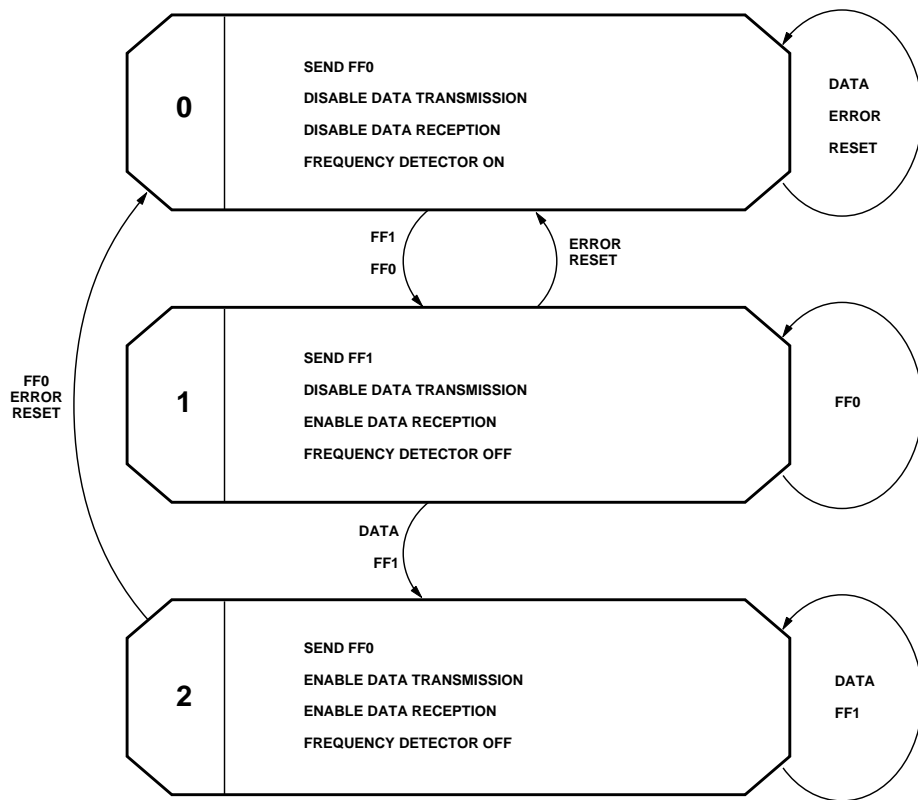 0
SEND FF0
DISABLE DATA TRANSMISSION
DISABLE DATA RECEPTION
FREQUENCY DETECTOR ON
DATA
ERROR
RESET
FF1
FF0
ERROR
RESET
FF0
ERROR
RESET
1
SEND FF1
DISABLE DATA TRANSMISSION
ENABLE DATA RECEPTION
FREQUENCY DETECTOR OFF
FF0
DATA
FF1
2
SEND FF0
ENABLE DATA TRANSMISSION
ENABLE DATA RECEPTION
FREQUENCY DETECTOR OFF
DATA
FF1